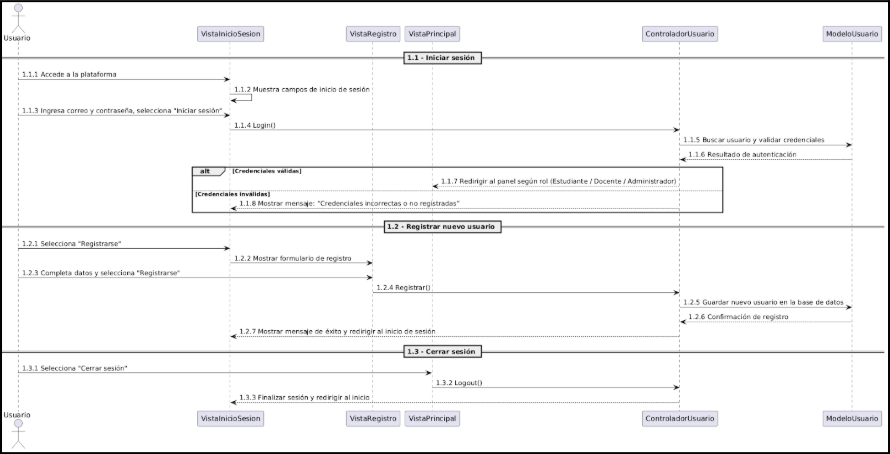 Usuario
VistaInicioSesion
VistaRegistro
VistaPrincipal
ControladorUsuario
ModeloUsuario
1.1 - Iniciar sesión
1.1.1 Accede a la plataforma
1.1.2 Muestra campos de inicio de sesión
1.1.3 Ingresa correo y contraseña, selecciona "Iniciar sesión"
1.1.4 Login()
1.1.5 Buscar usuario y validar credenciales
1.1.6 Resultado de autenticación
alt [Credenciales válidas]
1.1.7 Redirigir al panel según rol (Estudiante / Docente / Administrador)
[Credenciales inválidas]
1.1.8 Mostrar mensaje: "Credenciales incorrectas o no registradas"
1.2 - Registrar nuevo usuario
1.2.1 Selecciona "Registrarse"
1.2.2 Mostrar formulario de registro
1.2.3 Completa datos y selecciona "Registrarse"
1.2.4 Registrar()
1.2.5 Guardar nuevo usuario en la base de datos
1.2.6 Confirmación de registro
1.2.7 Mostrar mensaje de éxito y redirigir al inicio de sesión
1.3 - Cerrar sesión
1.3.1 Selecciona "Cerrar sesión"
1.3.2 Logout()
1.3.3 Finalizar sesión y redirigir al inicio
Usuario
VistaInicioSesion
VistaRegistro
VistaPrincipal
ControladorUsuario
ModeloUsuario